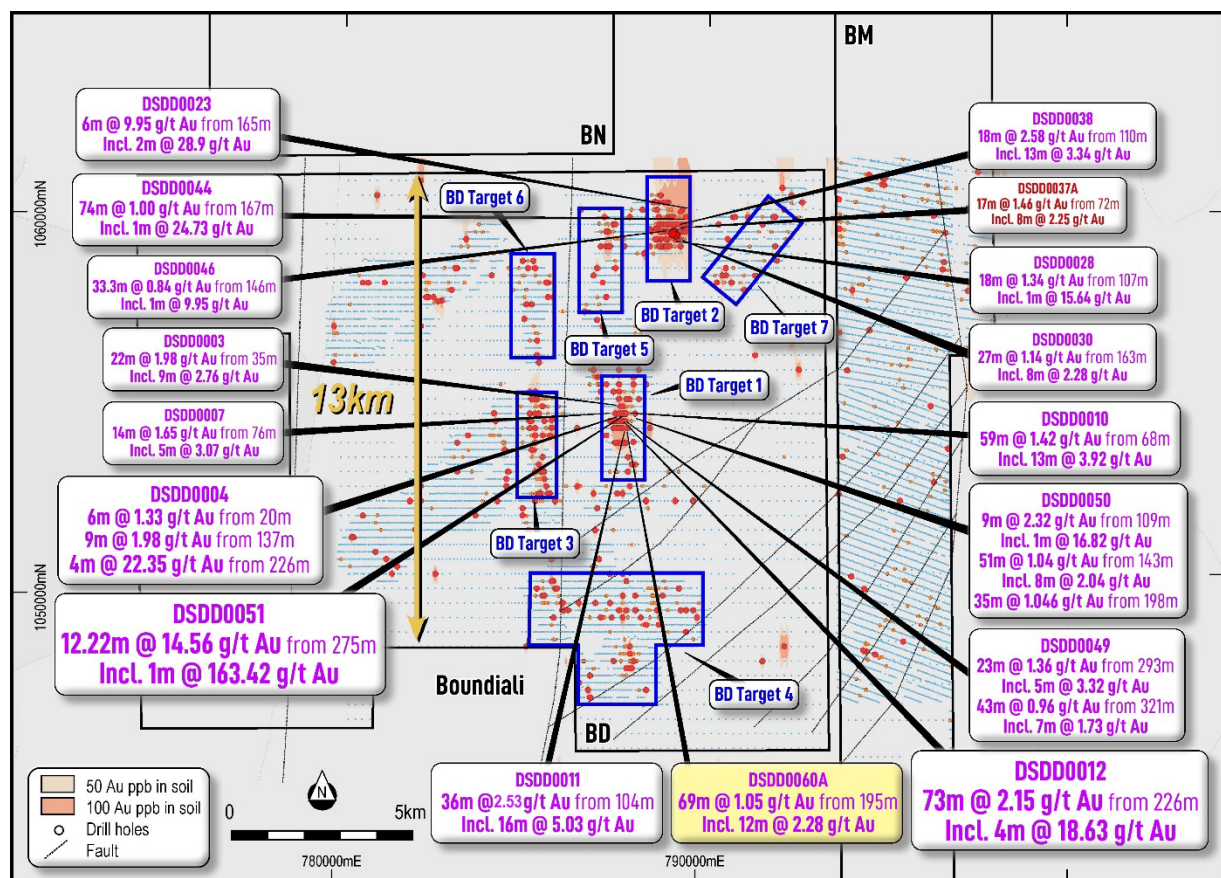 BM
BN
DSDD0023
6m @ 9.95 g/t Au from 165m
Incl. 2m @ 28.9 g/t Au
DSDD0044
74m @ 1.00 g/t Au from 167m
Incl. 1m @ 24.73 g/t Au
DSDD0046
33.3m @ 0.84 g/t Au from 146m
Incl. 1m @ 9.95 g/t Au
DSDD0003
22m @ 1.98 g/t Au from 35m
Incl. 9m @ 2.76 g/t Au
DSDD0007
14m @ 1.65 g/t Au from 76m
Incl. 5m @ 3.07 g/t Au
DSDD0004
6m @ 1.33 g/t Au from 20m
9m @ 1.98 g/t Au from 137m
4m @ 22.35 g/t Au from 226m
DSDD0051
12.22m @ 14.56 g/t Au from 275m
Incl. 1m @ 163.42 g/t Au
1060000mN
1050000mN
13km
BD Target 6
BD Target 5
BD Target 2
BD Target 7
BD Target 1
BD Target 3
BD Target 4
Boundiali
BD
DSDD0038
18m @ 2.58 g/t Au from 110m
Incl. 13m @ 3.34 g/t Au
DSDD0037A
17m @ 1.46 g/t Au from 72m
Incl. 8m @ 2.25 g/t Au
DSDD0028
18m @ 1.34 g/t Au from 107m
Incl. 1m @ 15.64 g/t Au
DSDD0030
27m @ 1.14 g/t Au from 163m
Incl. 8m @ 2.28 g/t Au
DSDD0010
59m @ 1.42 g/t Au from 68m
Incl. 13m @ 3.92 g/t Au
DSDD0050
9m @ 2.32 g/t Au from 109m
Incl. 1m @ 16.82 g/t Au
51m @ 1.04 g/t Au from 143m
Incl. 8m @ 2.04 g/t Au
35m @ 1.046 g/t Au from 198m
DSDD0049
23m @ 1.36 g/t Au from 293m
Incl. 5m @ 3.32 g/t Au
43m @ 0.96 g/t Au from 321m
Incl. 7m @ 1.73 g/t Au
DSDD0012
73m @ 2.15 g/t Au from 226m
Incl. 4m @ 18.63 g/t Au
DSDD0011
36m @2.53 g/t Au from 104m
Incl. 16m @ 5.03 g/t Au
DSDD0060A
69m @ 1.05 g/t Au from 195m
Incl. 12m @ 2.28 g/t Au
50 Au ppb in soil
100 Au ppb in soil
Drill holes
Fault
N
0 5km
780000mE
790000mE